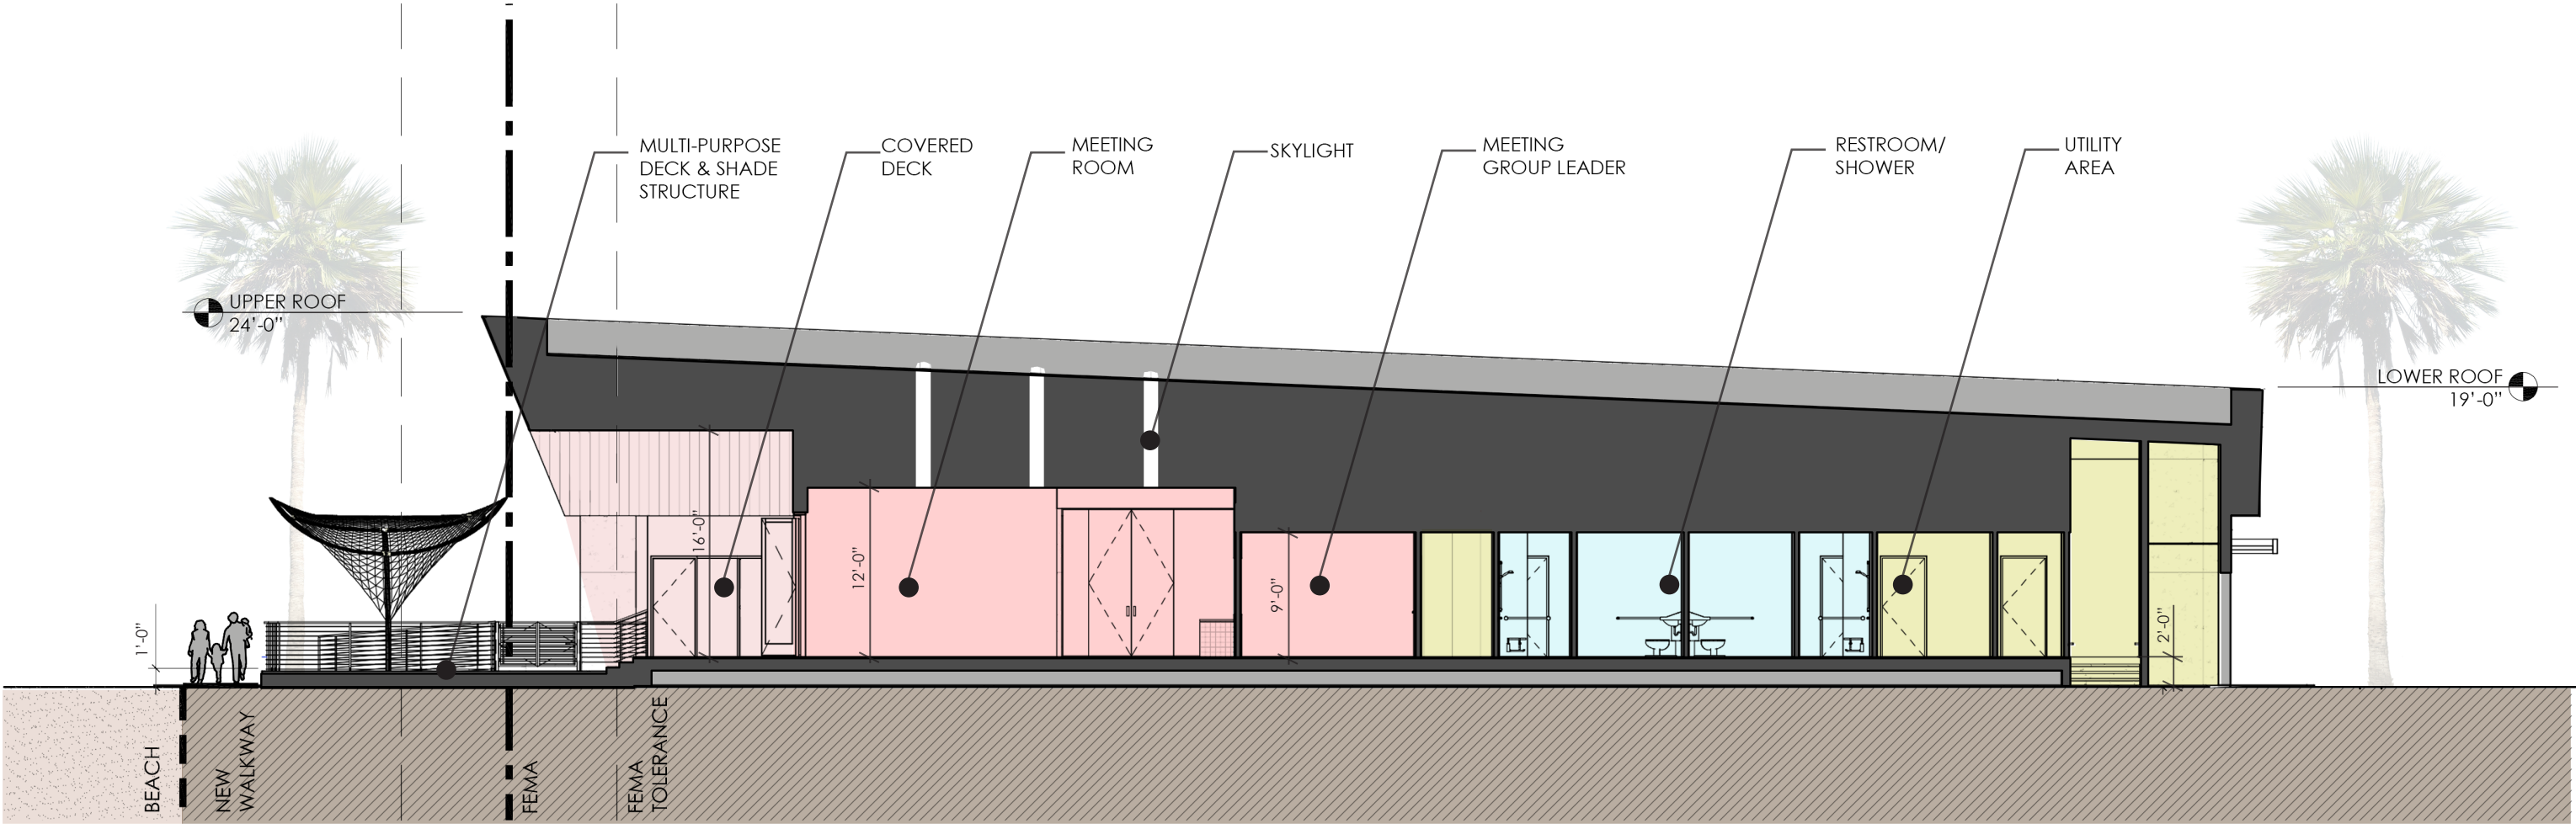 MULTI-PURPOSE
DECK & SHADE
STRUCTURE
COVERED
DECK
MEETING
ROOM
SKYLIGHT
MEETING
GROUP LEADER
RESTROOM/
SHOWER
UTILITY
AREA
UPPER ROOF
24'-0"
LOWER ROOF
19'-0"
16'-0"
12'-0"
9'-0"
2'-0"
1'-0"
BEACH
NEW
WALKWAY
FEMA
FEMA
TOLERANCE